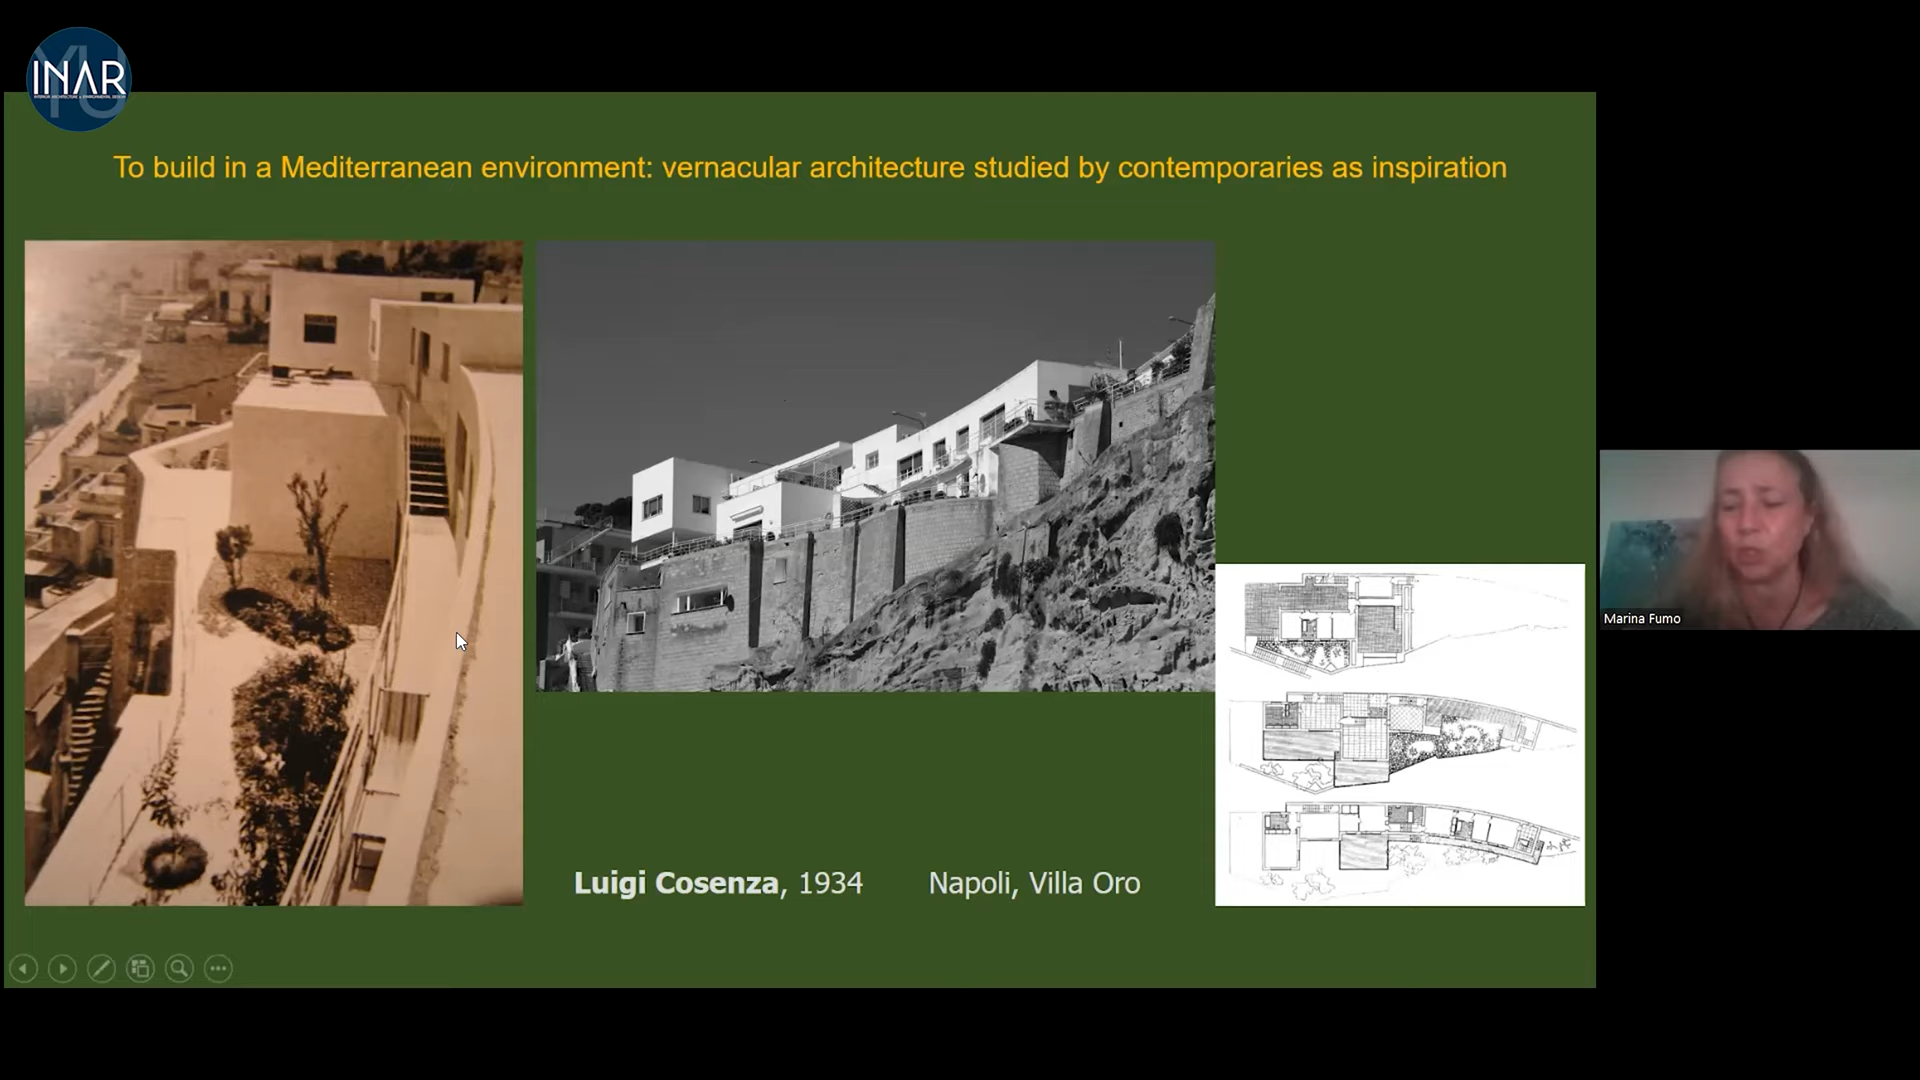 INAR
To build in a Mediterranean environment: vernacular architecture studied by contemporaries as inspiration
Luigi Cosenza, 1934 Napoli, Villa Oro
Marina Fumo